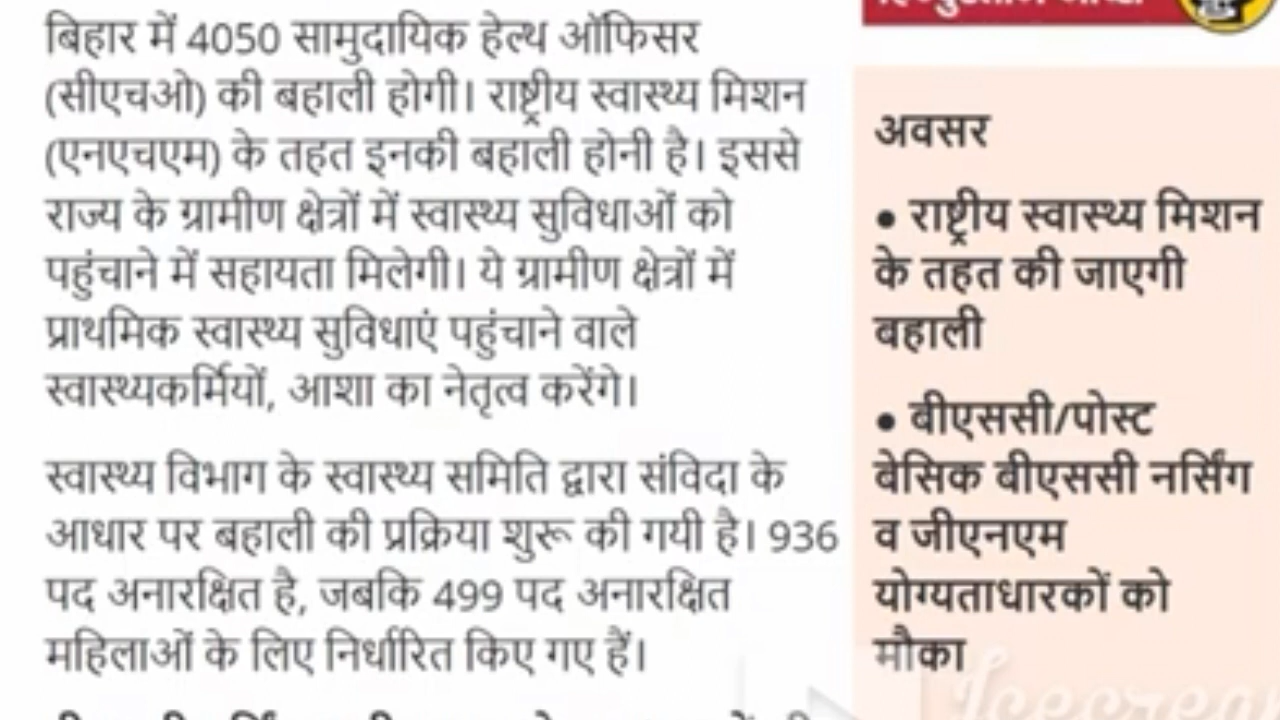 बिहार में 4050 सामुदायिक हेल्थ ऑफिसर
(सीएचओ) की बहाली होगी। राष्ट्रीय स्वास्थ्य मिशन
(एनएचएम) के तहत इनकी बहाली होनी है। इससे
राज्य के ग्रामीण क्षेत्रों में स्वास्थ्य सुविधाओं को
पहुंचाने में सहायता मिलेगी। ये ग्रामीण क्षेत्रों में
प्राथमिक स्वास्थ्य सुविधाएं पहुंचाने वाले
स्वास्थ्यकर्मियों, आशा का नेतृत्व करेंगे।
स्वास्थ्य विभाग के स्वास्थ्य समिति द्वारा संविदा के
आधार पर बहाली की प्रक्रिया शुरू की गयी है। 936
पद अनारक्षित है, जबकि 499 पद अनारक्षित
महिलाओं के लिए निर्धारित किए गए हैं।
अवसर
• राष्ट्रीय स्वास्थ्य मिशन
के तहत की जाएगी
बहाली
• बीएससी/पोस्ट
बेसिक बीएससी नर्सिंग
व जीएनएम
योग्यताधारकों को
मौका